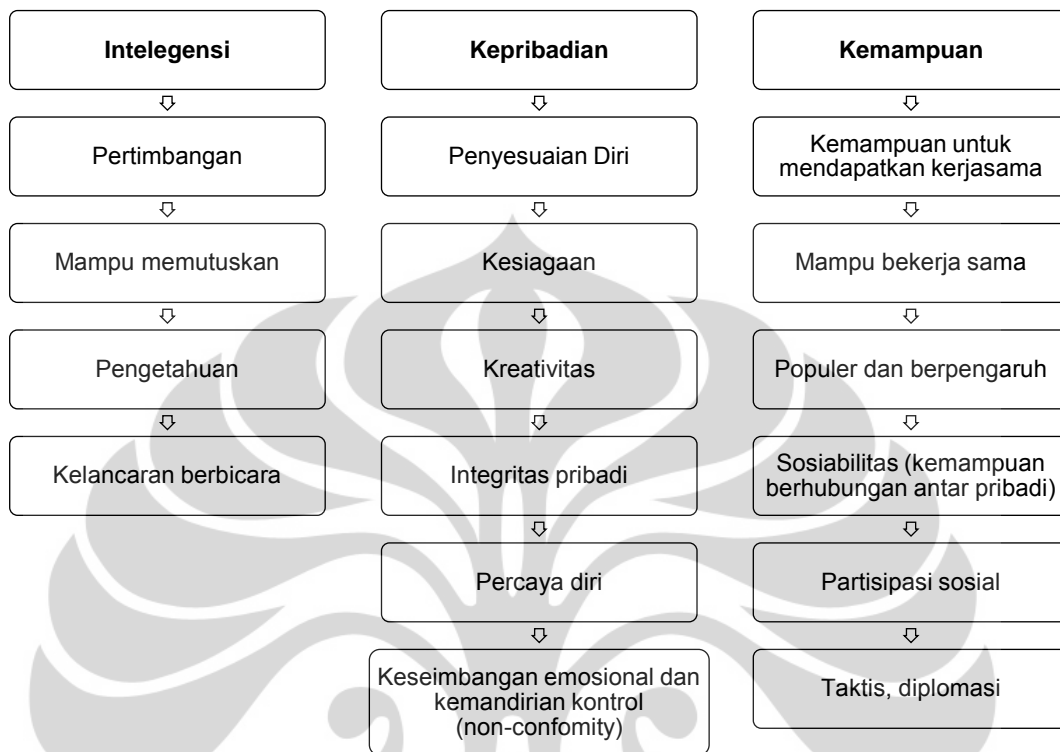 Intelegensi
Pertimbangan
Mampu memutuskan
Pengetahuan
Kelancaran berbicara
Kepribadian
Penyesuaian Diri
Kesiagaan
Kreativitas
Integritas pribadi
Percaya diri
Keseimbangan emosional dan
kemandirian kontrol
(non-confomity)
Kemampuan
Kemampuan untuk
mendapatkan kerjasama
Mampu bekerja sama
Populer dan berpengaruh
Sosiabilitas (kemampuan
berhubungan antar pribadi)
Partisipasi sosial
Taktis, diplomasi